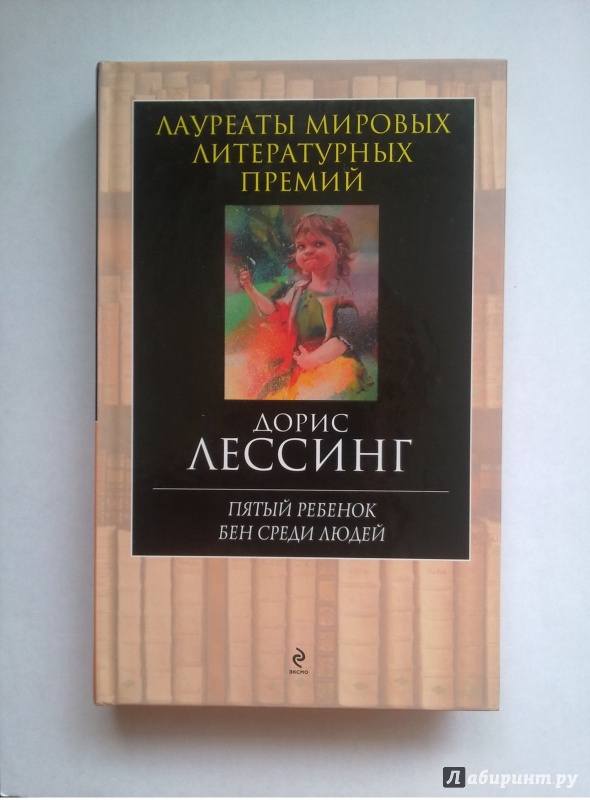 ЛАУРЕАТЫ МИРОВЫХ
ЛИТЕРАТУРНЫХ
ПРЕМИЙ
ДОРИС
ЛЕССИНГ
ПЯТЫЙ РЕБЕНОК
БЕН СРЕДИ ЛЮДЕЙ
ЭКСМО
Лабиринт.ру